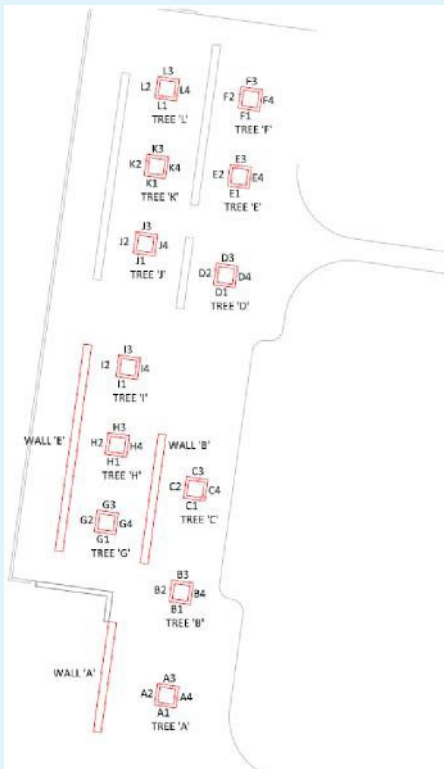 L3
L2 L4
L1
TREE 'L'
F3
F2 F4
F1
TREE 'F'
K3
K2 K4
K1
TREE 'K'
E3
E2 E4
E1
TREE 'E'
J3
J2 J4
J1
TREE 'J'
D3
D2 D4
D1
TREE 'D'
I3
I2 I4
I1
TREE 'I'
WALL 'E'
H3
H2 H4
H1
TREE 'H'
WALL 'B'
C3
C2 C4
C1
TREE 'C'
G3
G2 G4
G1
TREE 'G'
B3
B2 B4
B1
TREE 'B'
WALL 'A'
A3
A2 A4
A1
TREE 'A'